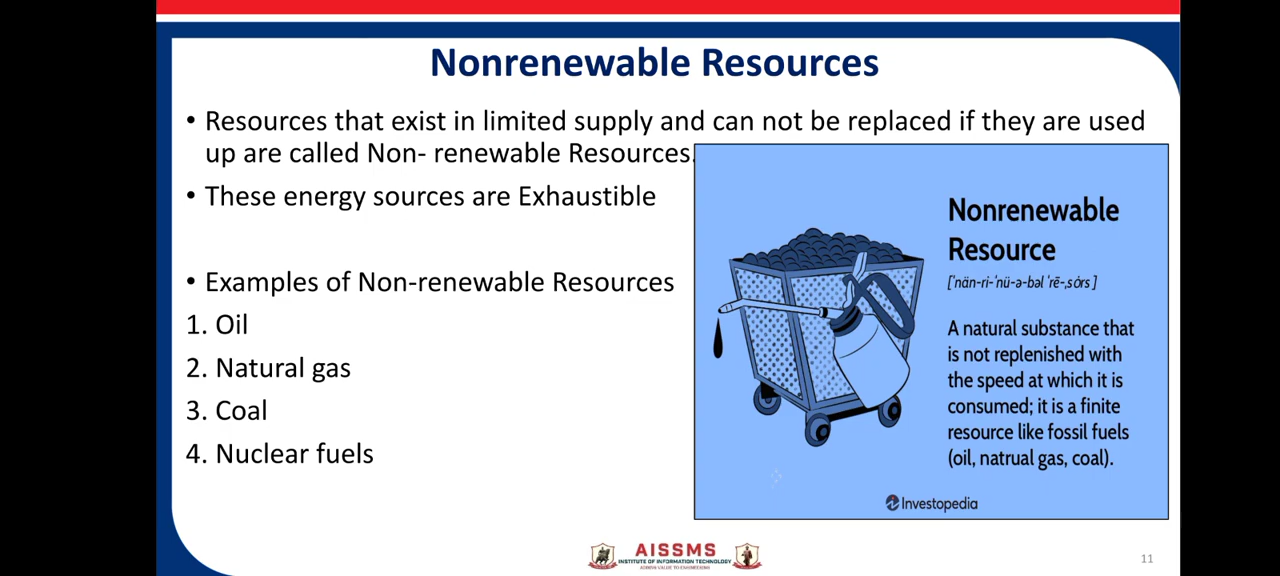 Nonrenewable Resources
• Resources that exist in limited supply and can not be replaced if they are used
up are called Non- renewable Resources.
• These energy sources are Exhaustible
• Examples of Non-renewable Resources
1. Oil
2. Natural gas
3. Coal
4. Nuclear fuels
Nonrenewable
Resource
[ˈnän-ri-ˈnü-ə-bəl ˈrē-ˌsȯrs]
A natural substance that
is not replenished with
the speed at which it is
consumed; it is a finite
resource like fossil fuels
(oil, natrual gas, coal).
Investopedia
AISSMS
INSTITUTE OF INFORMATION TECHNOLOGY
ADDING VALUE TO ENGINEERING
11